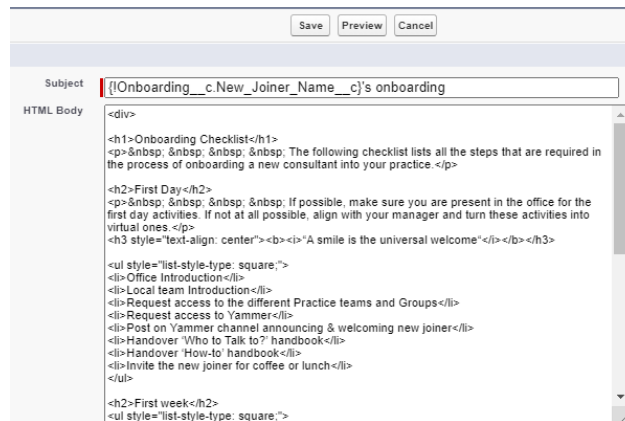 Save Preview Cancel
Subject {!Onboarding__c.New_Joiner_Name__c}'s onboarding
HTML Body
<div>
<h1>Onboarding Checklist</h1>
<p>&nbsp; &nbsp; &nbsp; &nbsp; The following checklist lists all the steps that are required in
the process of onboarding a new consultant into your practice.</p>
<h2>First Day</h2>
<p>&nbsp; &nbsp; &nbsp; &nbsp; If possible, make sure you are present in the office for the
first day activities. If not at all possible, align with your manager and turn these activities into
virtual ones.</p>
<h3 style="text-align: center"><b><i>“A smile is the universal welcome“</i></b></h3>
<ul style="list-style-type: square;">
<li>Office Introduction</li>
<li>Local team Introduction</li>
<li>Request access to the different Practice teams and Groups</li>
<li>Request access to Yammer</li>
<li>Post on Yammer channel announcing & welcoming new joiner</li>
<li>Handover ‘Who to Talk to?’ handbook</li>
<li>Handover ‘How-to’ handbook</li>
<li>Invite the new joiner for coffee or lunch</li>
</ul>
<h2>First week</h2>
<ul style="list-style-type: square;">